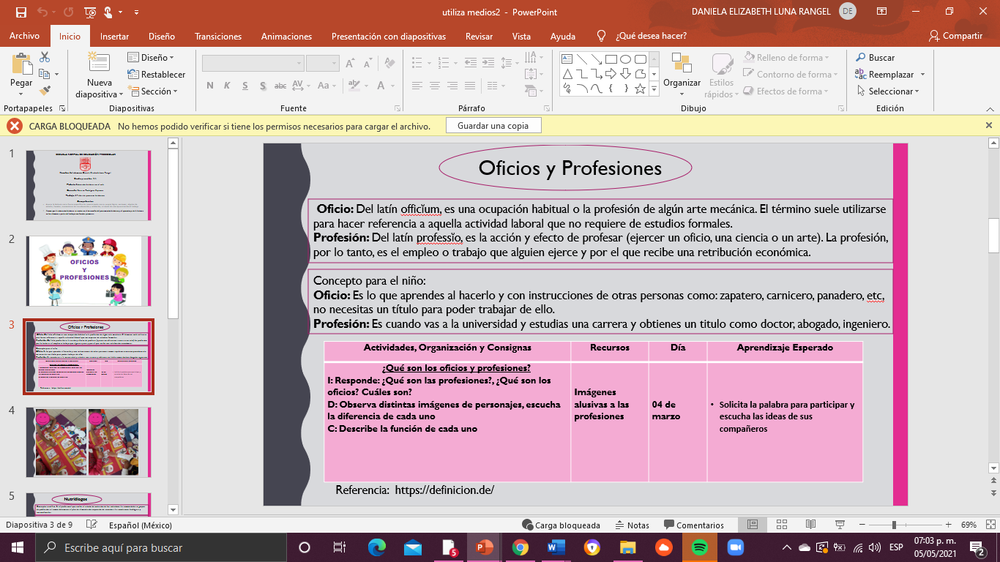 utiliza medios2 - PowerPoint
DANIELA ELIZABETH LUNA RANGEL
DE
Archivo
Inicio
Insertar
Diseño
Transiciones
Animaciones
Presentación con diapositivas
Revisar
Vista
Ayuda
¿Qué desea hacer?
Compartir
Pegar
Nueva
diapositiva
Diseño
Restablecer
Sección
N K S S abc AV Aa A
Organizar
Estilos
rápidos
Relleno de forma
Contorno de forma
Efectos de forma
Buscar
Reemplazar
Seleccionar
Portapapeles
Diapositivas
Fuente
Párrafo
Dibujo
Edición
CARGA BLOQUEADA No hemos podido verificar si tiene los permisos necesarios para cargar el archivo.
Guardar una copia
1
2
OFICIOS
Y
PROFESIONES
3
Oficios y Profesiones
4
5
Nutriólogos
Oficios y Profesiones
Oficio: Del latín officĭum, es una ocupación habitual o la profesión de algún arte mecánica. El término suele utilizarse
para hacer referencia a aquella actividad laboral que no requiere de estudios formales.
Profesión: Del latín professĭo, es la acción y efecto de profesar (ejercer un oficio, una ciencia o un arte). La profesión,
por lo tanto, es el empleo o trabajo que alguien ejerce y por el que recibe una retribución económica.
Concepto para el niño:
Oficio: Es lo que aprendes al hacerlo y con instrucciones de otras personas como: zapatero, carnicero, panadero, etc,
no necesitas un título para poder trabajar de ello.
Profesión: Es cuando vas a la universidad y estudias una carrera y obtienes un titulo como doctor, abogado, ingeniero.
Actividades, Organización y Consignas
Recursos
Día
Aprendizaje Esperado
¿Qué son los oficios y profesiones?
I: Responde: ¿Qué son las profesiones?, ¿Qué son los
oficios? Cuáles son?
D: Observa distintas imágenes de personajes, escucha
la diferencia de cada uno
C: Describe la función de cada uno
Imágenes
alusivas a las
profesiones
04 de
marzo
• Solicita la palabra para participar y
escucha las ideas de sus
compañeros
Referencia: https://definicion.de/
Diapositiva 3 de 9
Español (México)
Carga bloqueada
Notas
Comentarios
69%
Escribe aquí para buscar
5
ESP
07:03 p. m.
05/05/2021
2